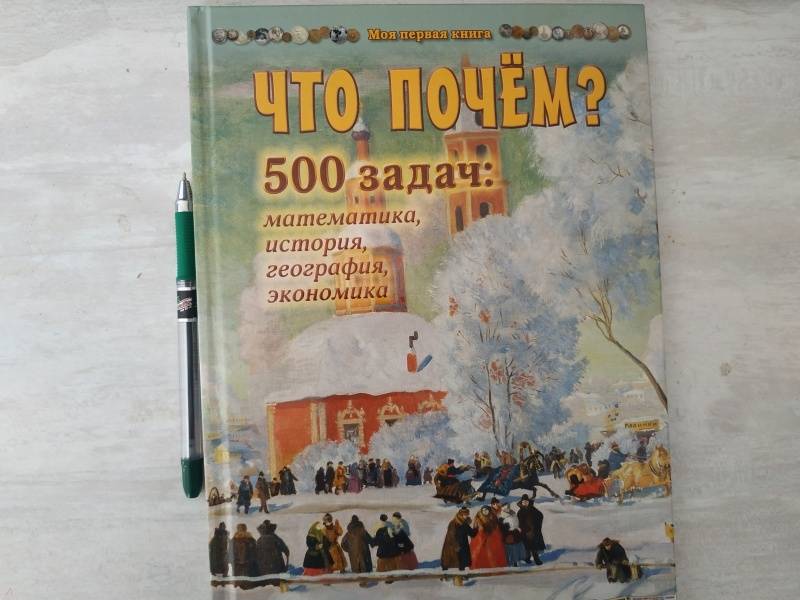 Моя первая книга
ЧТО ПОЧЁМ?
500 задач:
математика,
история,
география,
экономика